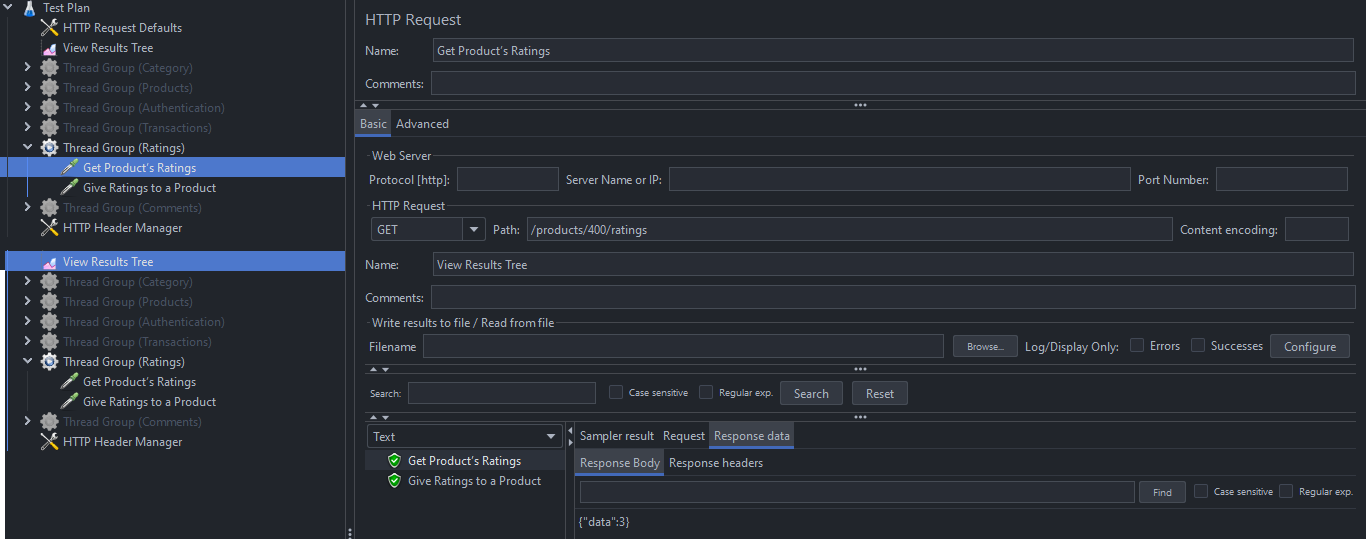 Test Plan
HTTP Request Defaults
View Results Tree
Thread Group (Category)
Thread Group (Products)
Thread Group (Authentication)
Thread Group (Transactions)
Thread Group (Ratings)
Get Product's Ratings
Give Ratings to a Product
Thread Group (Comments)
HTTP Header Manager
HTTP Request
Name: Get Product's Ratings
Comments:
Basic Advanced
Web Server
Protocol [http]: Server Name or IP: Port Number:
HTTP Request
GET Path: /products/400/ratings Content encoding:
View Results Tree
Thread Group (Category)
Thread Group (Products)
Thread Group (Authentication)
Thread Group (Transactions)
Thread Group (Ratings)
Get Product's Ratings
Give Ratings to a Product
Thread Group (Comments)
HTTP Header Manager
Name: View Results Tree
Comments:
Write results to file / Read from file
Filename Browse... Log/Display Only: Errors Successes Configure
Search: Case sensitive Regular exp. Search Reset
Text
Get Product's Ratings
Give Ratings to a Product
Sampler result Request Response data
Response Body Response headers
Find Case sensitive Regular exp.
{"data":3}